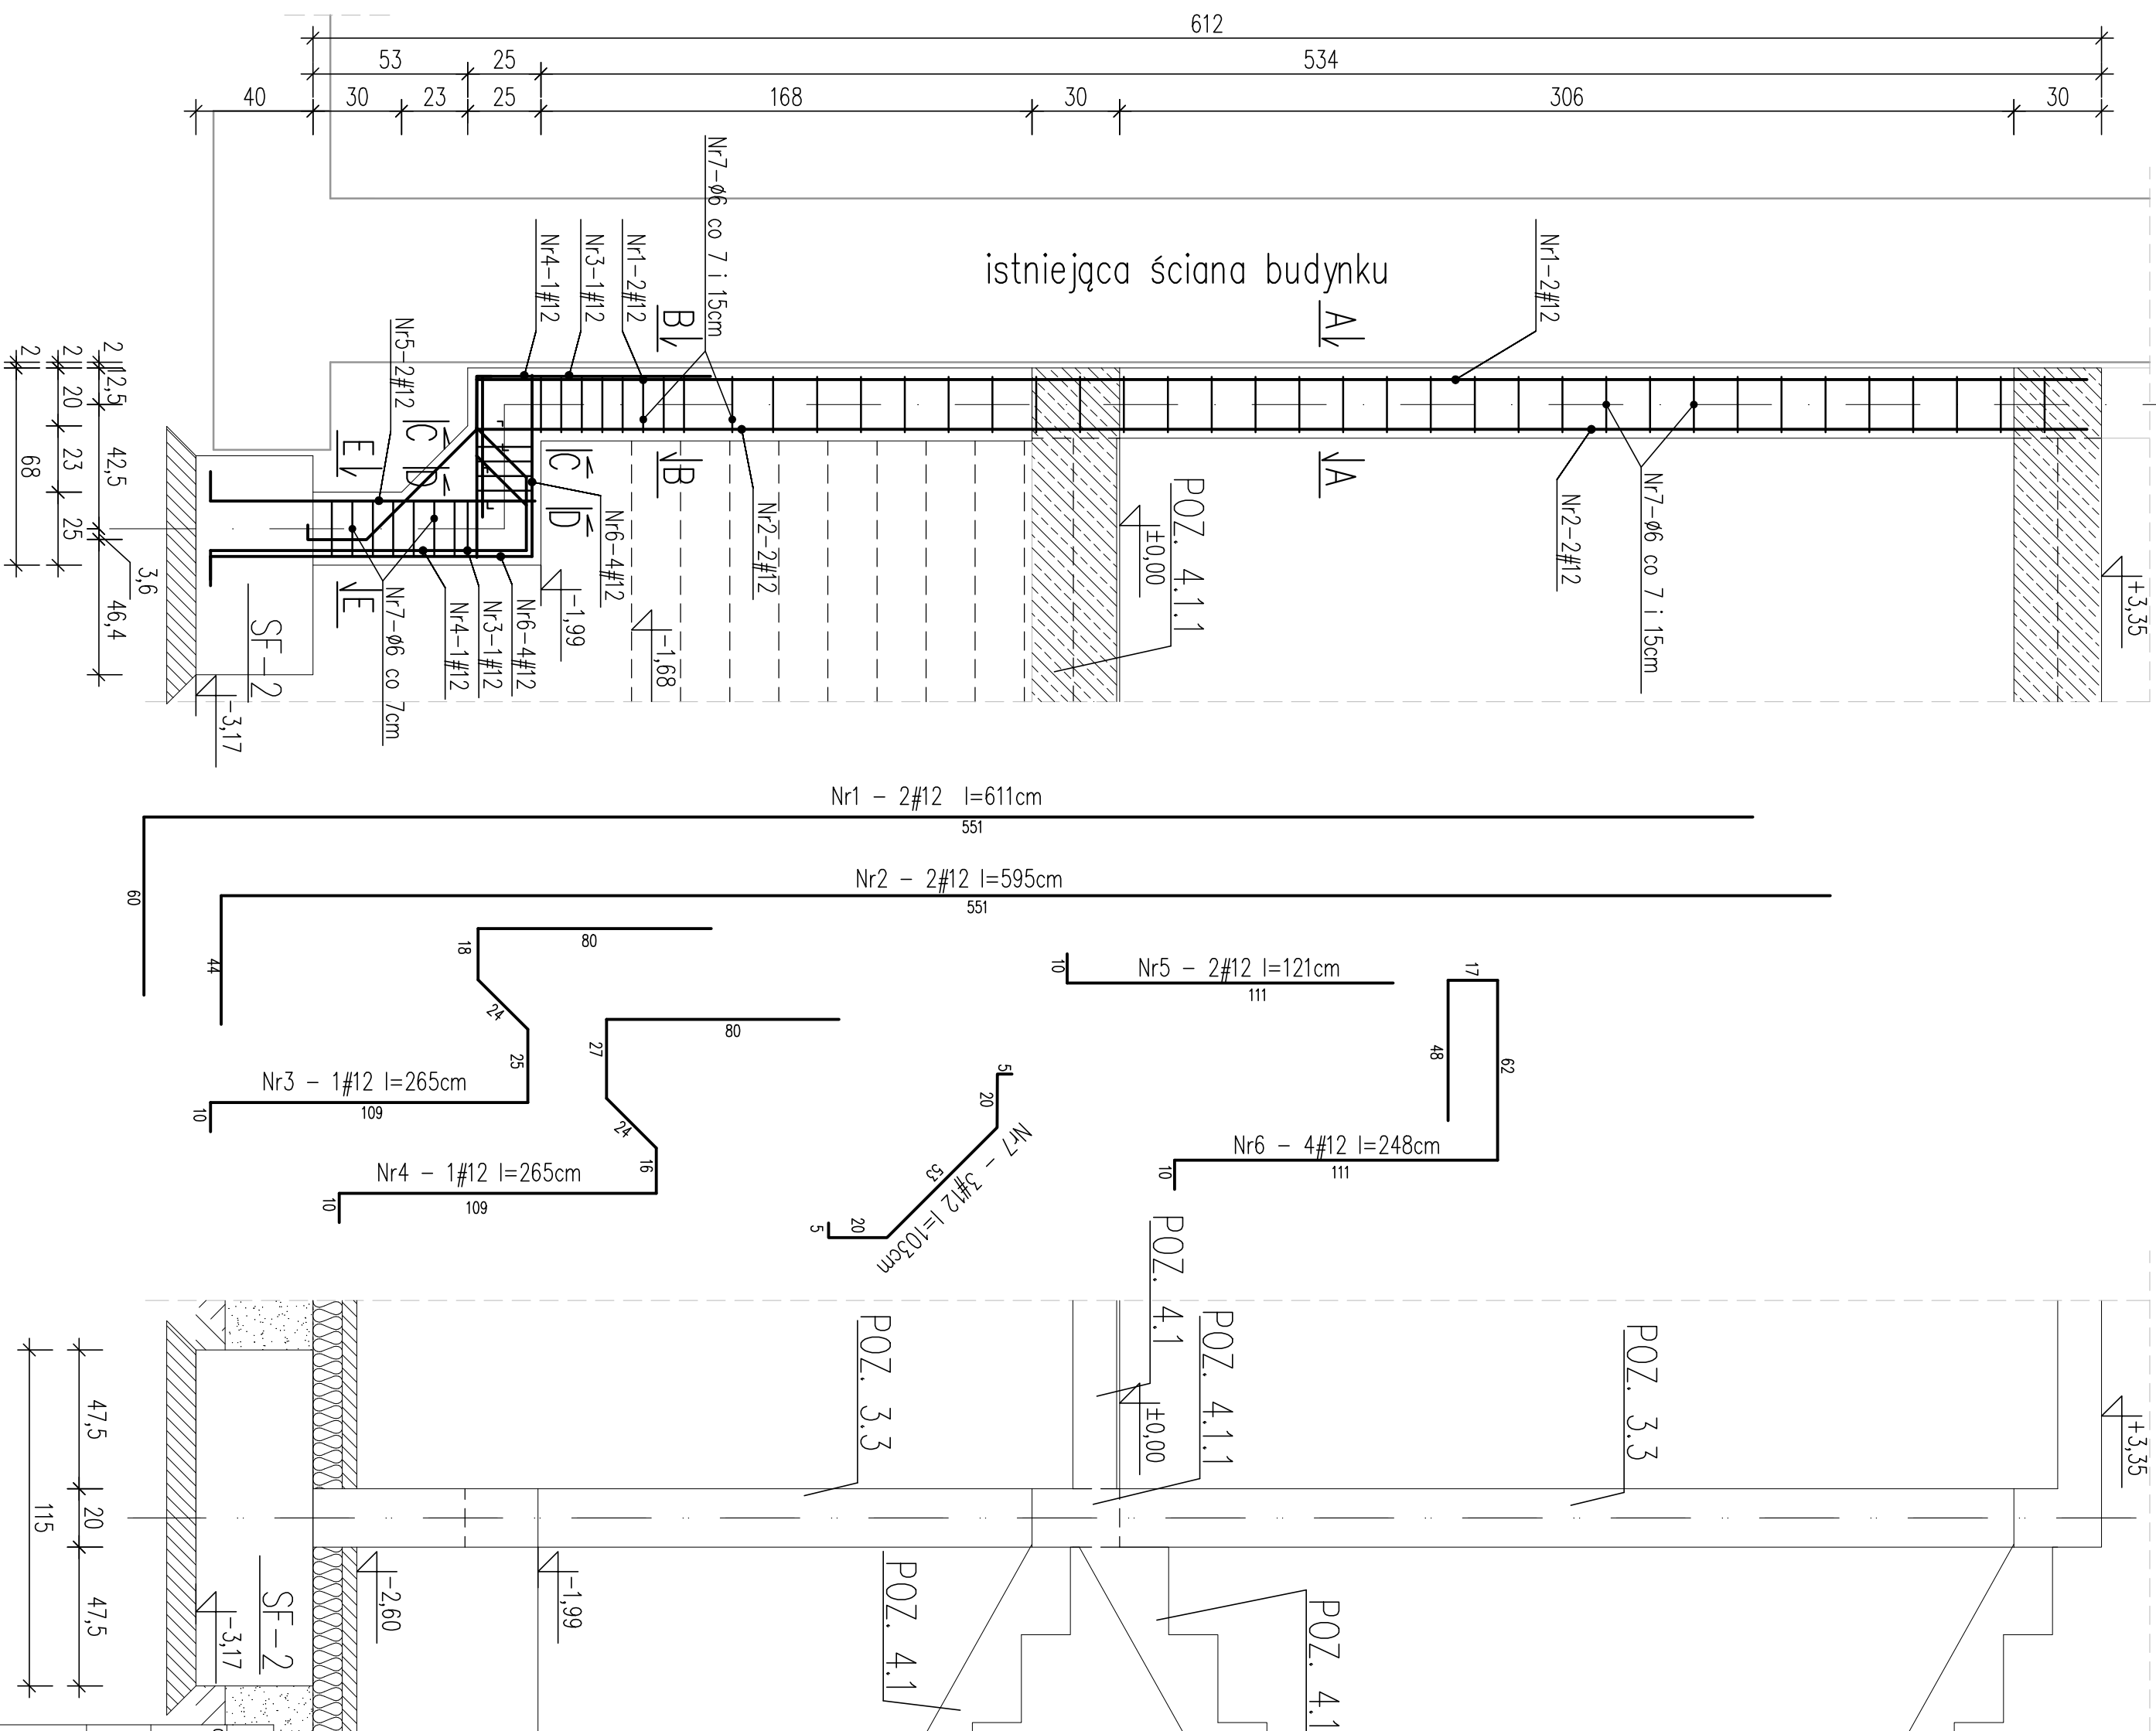 612
53
25
534
40
30
23
25
168
30
306
30
Nr7-ø6 co 7 i 15cm
Nr4-1#12
Nr3-1#12
Nr1-2#12
istniejąca ściana budynku
Nr1-2#12
B
A
Nr5-2#12
C
C
E
D
D
B
A
Nr6-4#12
Nr2-2#12
POZ. 4.1.1
±0,00
Nr2-2#12
Nr7-ø6 co 7 i 15cm
+3,35
2
12,5
42,5
3,6
46,4
2
20
23
25
2
68
E
Nr7-ø6 co 7cm
Nr4-1#12
Nr3-1#12
Nr6-4#12
-1,99
-1,68
SF-2
-3,17
Nr1 - 2#12 l=611cm
551
60
Nr2 - 2#12 l=595cm
551
44
80
18
24
25
Nr3 - 1#12 l=265cm
109
10
80
27
24
16
Nr4 - 1#12 l=265cm
109
10
Nr5 - 2#12 l=121cm
111
10
17
48
62
Nr6 - 4#12 l=248cm
111
10
5
20
53
Nr7 - 3#12 l=103cm
20
5
POZ. 4.1
POZ. 4.1.1
±0,00
POZ. 3.3
POZ. 3.3
+3,35
47,5
20
47,5
115
SF-2
-3,17
-2,60
-1,99
POZ. 4.1
POZ. 4.1